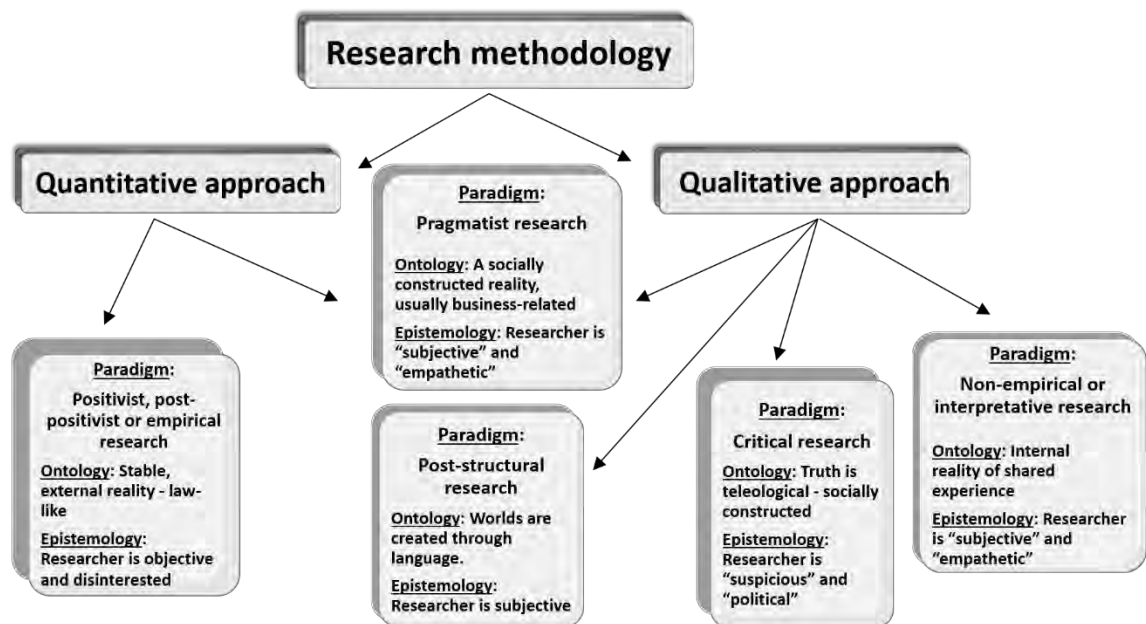 Research methodology
Quantitative approach
Qualitative approach
Paradigm:
Pragmatist research
Ontology: A socially
constructed reality,
usually business-related
Epistemology: Researcher is
“subjective” and
“empathetic”
Paradigm:
Positivist, post-
positivist or empirical
research
Ontology: Stable,
external reality - law-
like
Epistemology:
Researcher is objective
and disinterested
Paradigm:
Post-structural
research
Ontology: Worlds are
created through
language.
Epistemology:
Researcher is subjective
Paradigm:
Critical research
Ontology: Truth is
teleological - socially
constructed
Epistemology:
Researcher is
“suspicious” and
“political”
Paradigm:
Non-empirical or
interpretative research
Ontology: Internal
reality of shared
experience
Epistemology: Researcher
is “subjective” and
“empathetic”